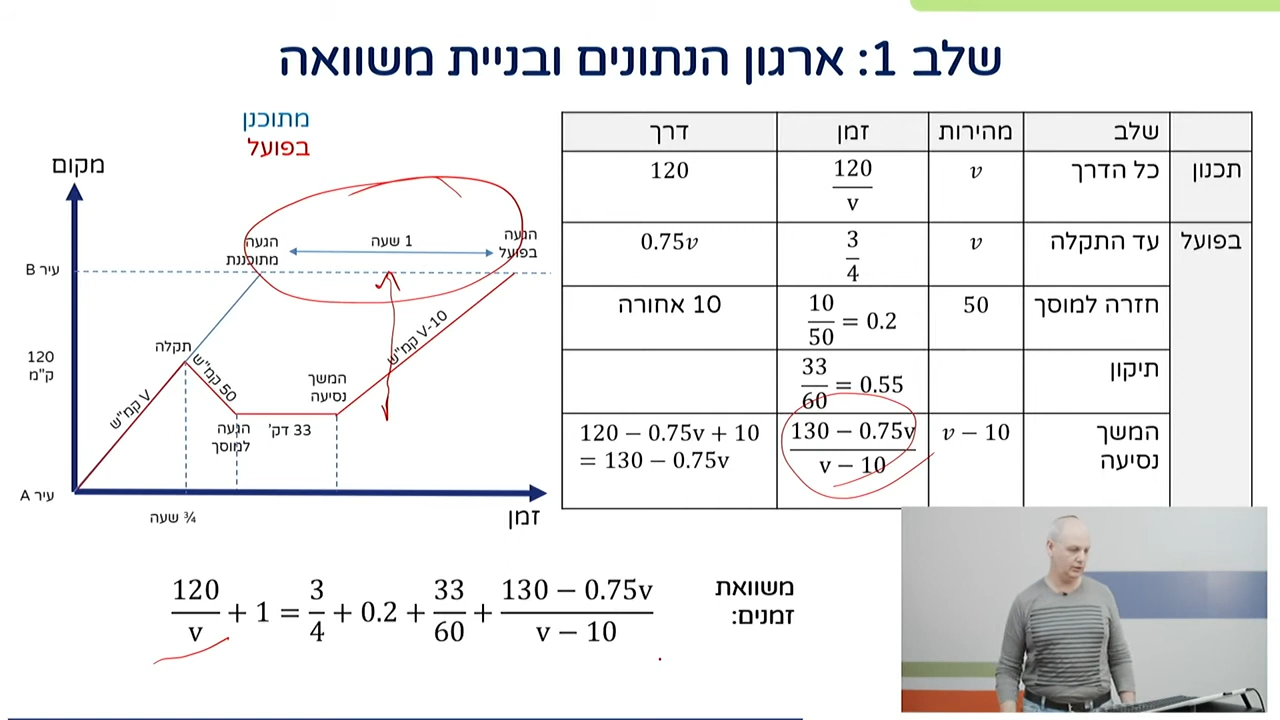 שלב 1: ארגון הנתונים ובניית משוואה
מתוכנן
בפועל
מקום
הגעה
מתוכננת
1 שעה
הגעה
בפועל
עיר B
תקלה
120
ק"מ
V קמ"ש
50 קמ"ש
V-10 קמ"ש
המשך
נסיעה
הגעה
למוסך
33 דק'
עיר A
¾ שעה
זמן
שלב מהירות זמן דרך
תכנון כל הדרך v 120/v 120
בפועל עד התקלה v 3/4 0.75v
חזרה למוסך 50 10/50 = 0.2 10 אחורה
תיקון 33/60 = 0.55
המשך נסיעה v − 10 (130 − 0.75v)/(v − 10) 120 − 0.75v + 10 = 130 − 0.75v
משוואת
זמנים:
120/v + 1 = 3/4 + 0.2 + 33/60 + (130 − 0.75v)/(v − 10)